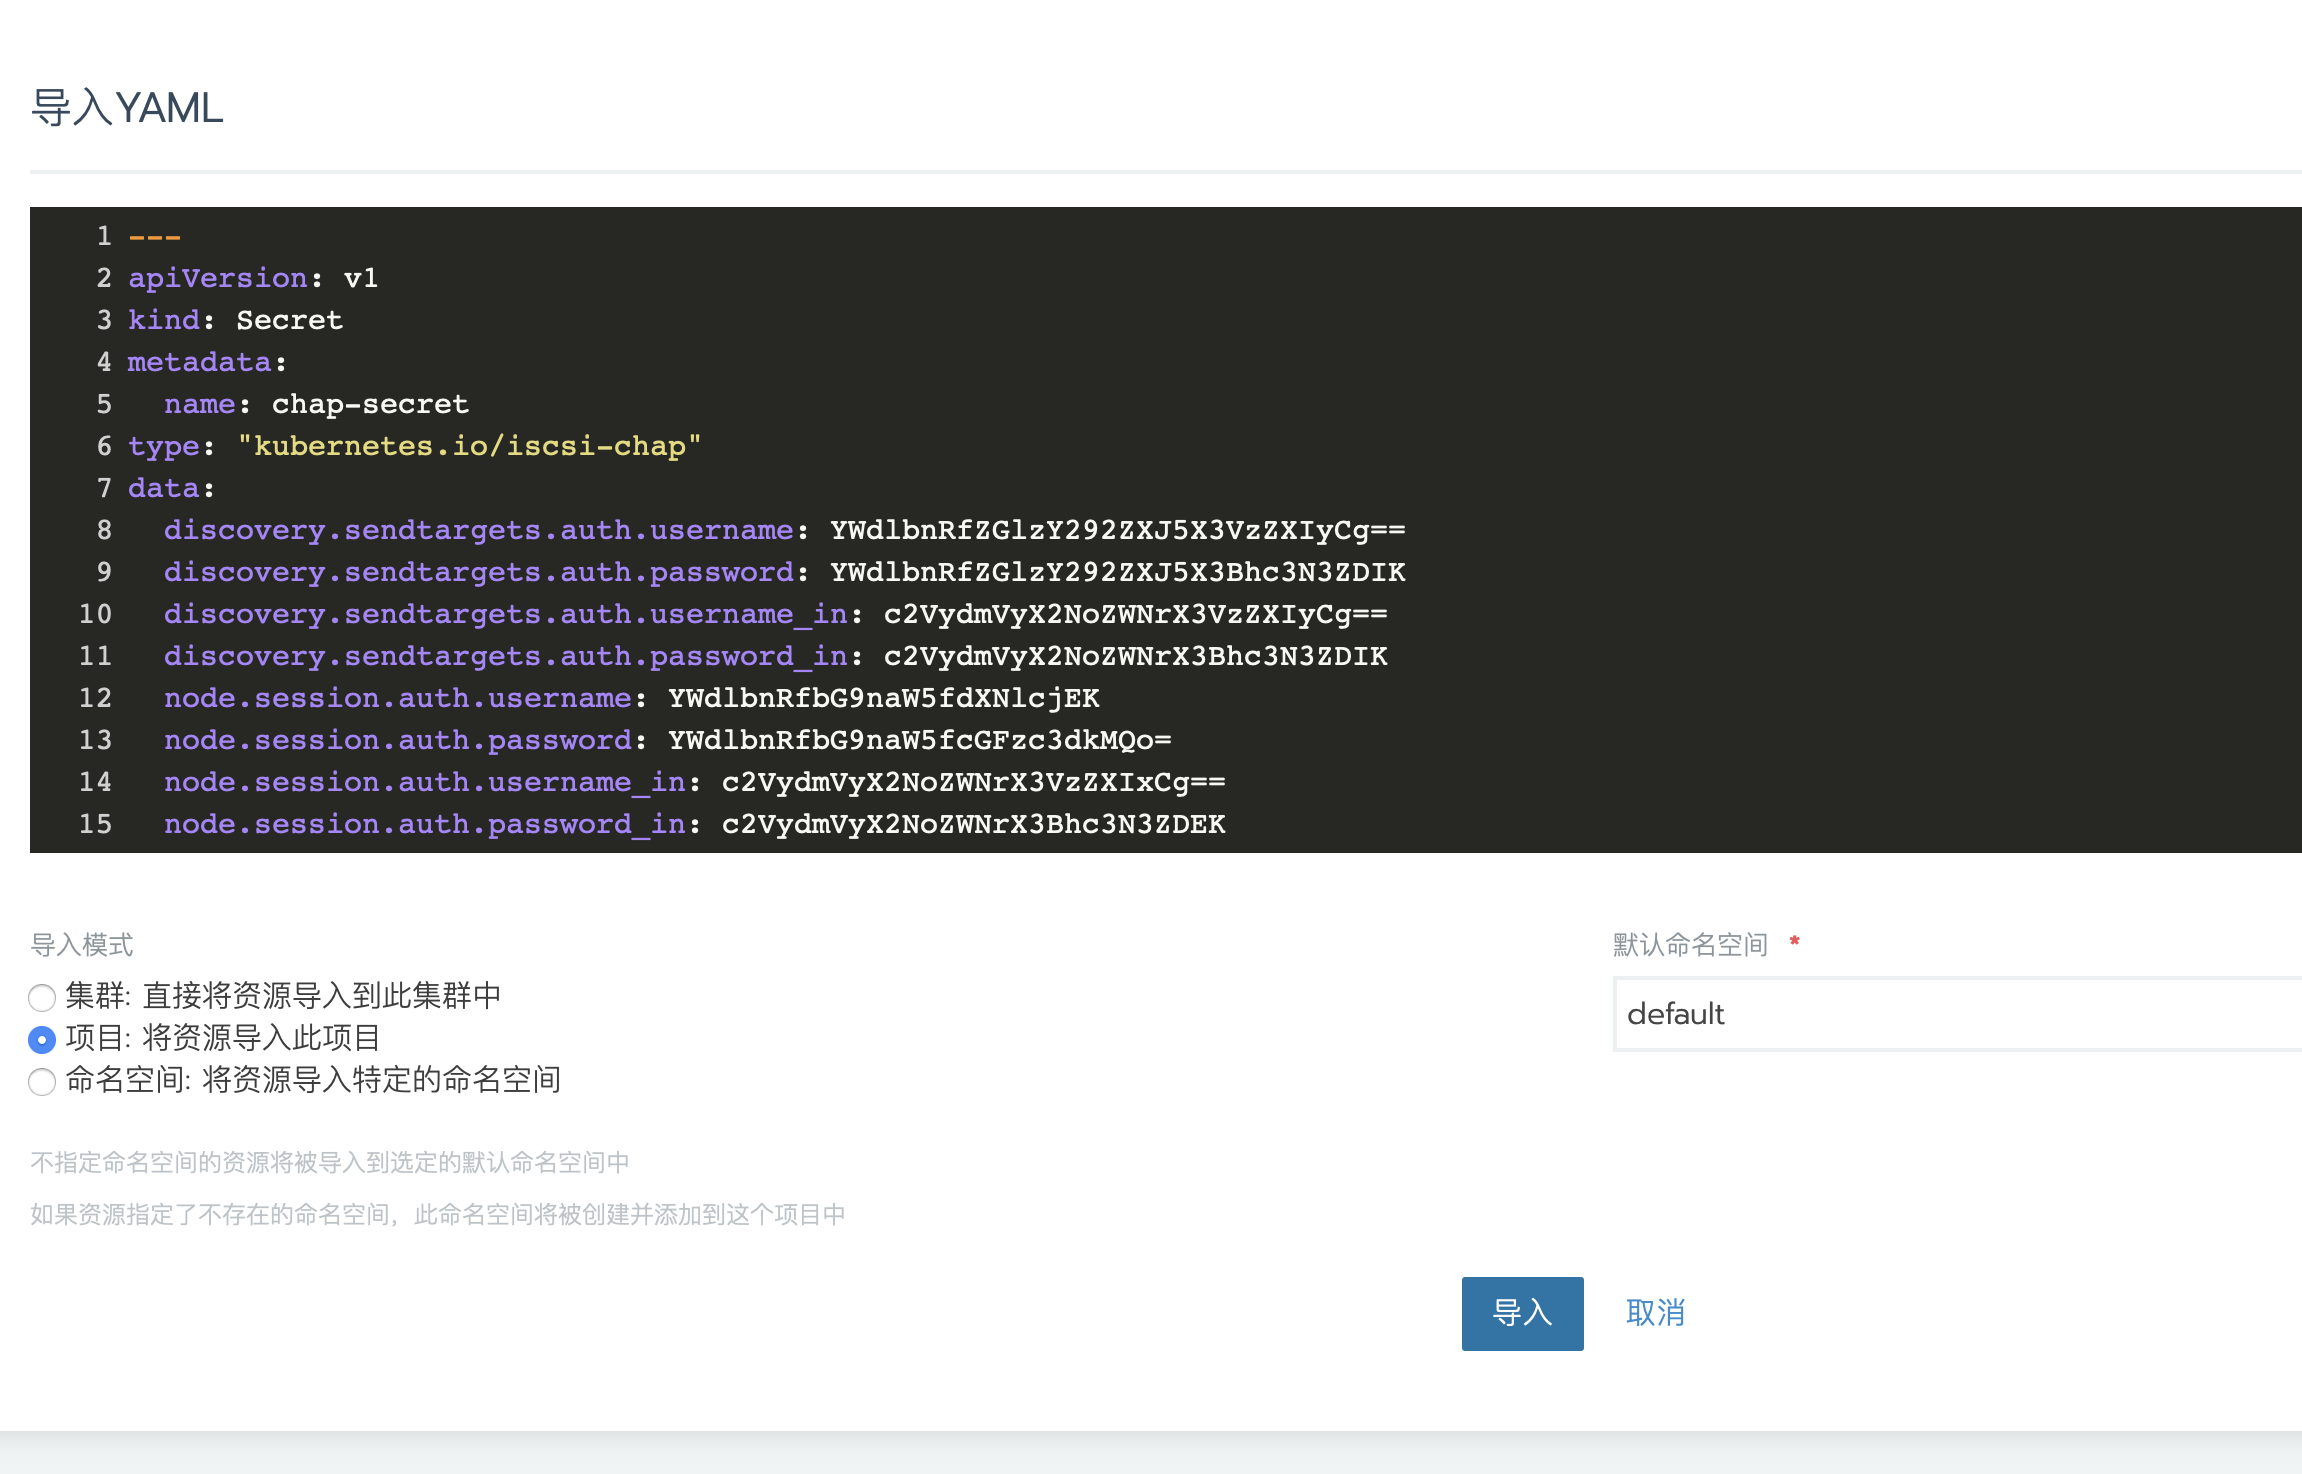 导入YAML
1 ---
2 apiVersion: v1
3 kind: Secret
4 metadata:
5   name: chap-secret
6 type: "kubernetes.io/iscsi-chap"
7 data:
8   discovery.sendtargets.auth.username: YWdlbnRfZGlzY292ZXJ5X3VzZXIyCg==
9   discovery.sendtargets.auth.password: YWdlbnRfZGlzY292ZXJ5X3Bhc3N3ZDIK
10   discovery.sendtargets.auth.username_in: c2VydmVyX2NoZWNrX3VzZXIyCg==
11   discovery.sendtargets.auth.password_in: c2VydmVyX2NoZWNrX3Bhc3N3ZDIK
12   node.session.auth.username: YWdlbnRfbG9naW5fdXNlcjEK
13   node.session.auth.password: YWdlbnRfbG9naW5fcGFzc3dkMQo=
14   node.session.auth.username_in: c2VydmVyX2NoZWNrX3VzZXIxCg==
15   node.session.auth.password_in: c2VydmVyX2NoZWNrX3Bhc3N3ZDEK
导入模式
集群: 直接将资源导入到此集群中
项目: 将资源导入此项目
命名空间: 将资源导入特定的命名空间
默认命名空间 *
default
不指定命名空间的资源将被导入到选定的默认命名空间中
如果资源指定了不存在的命名空间，此命名空间将被创建并添加到这个项目中
导入 取消